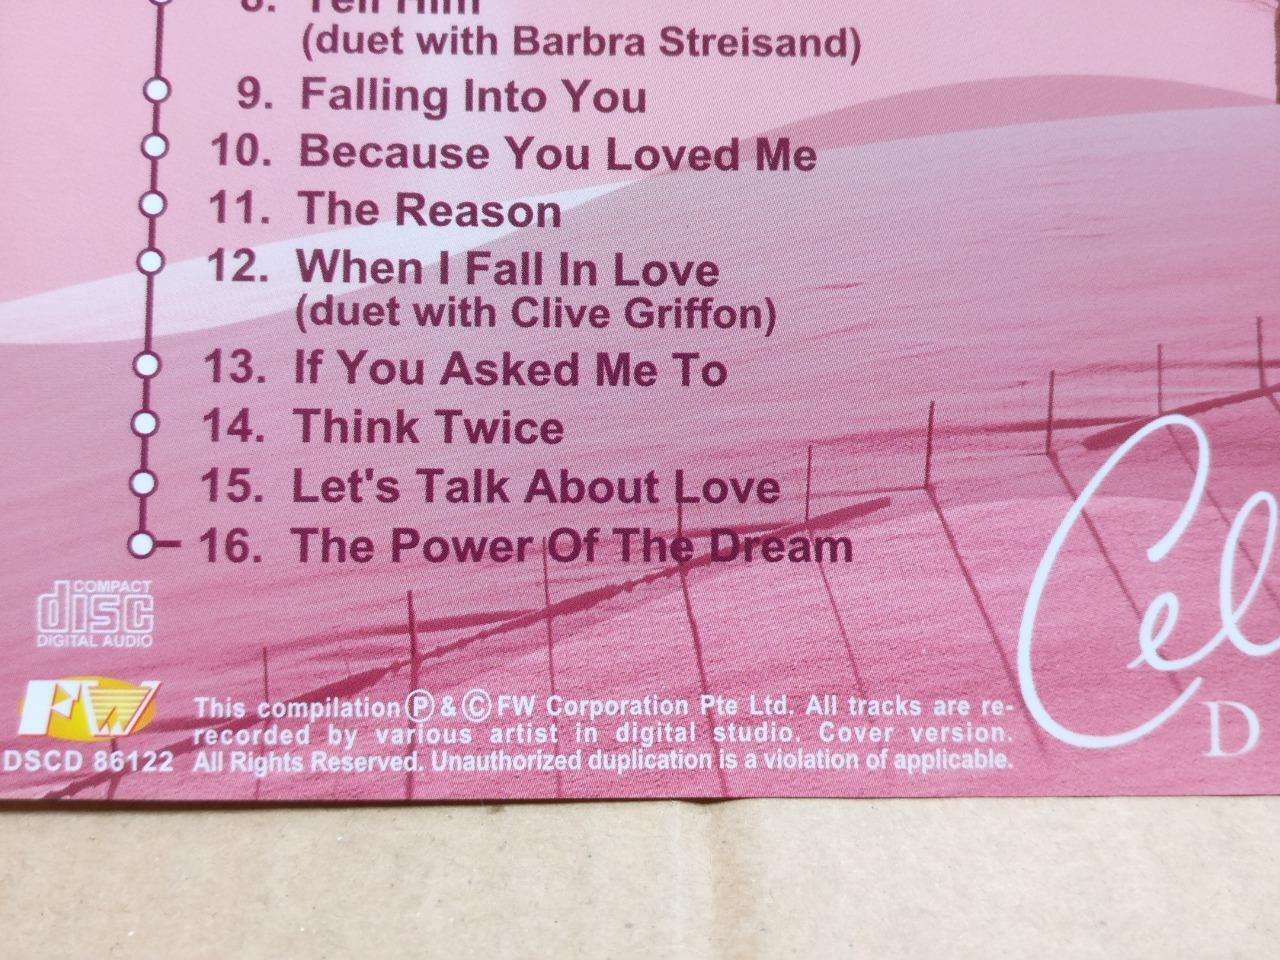 8. Tell Him
(duet with Barbra Streisand)
9. Falling Into You
10. Because You Loved Me
11. The Reason
12. When I Fall In Love
(duet with Clive Griffon)
13. If You Asked Me To
14. Think Twice
15. Let's Talk About Love
16. The Power Of The Dream
COMPACT
disc
DIGITAL AUDIO
FW
DSCD 86122
This compilation Ⓟ & © FW Corporation Pte Ltd. All tracks are re-
recorded by various artist in digital studio. Cover version.
All Rights Reserved. Unauthorized duplication is a violation of applicable.
Cel
D